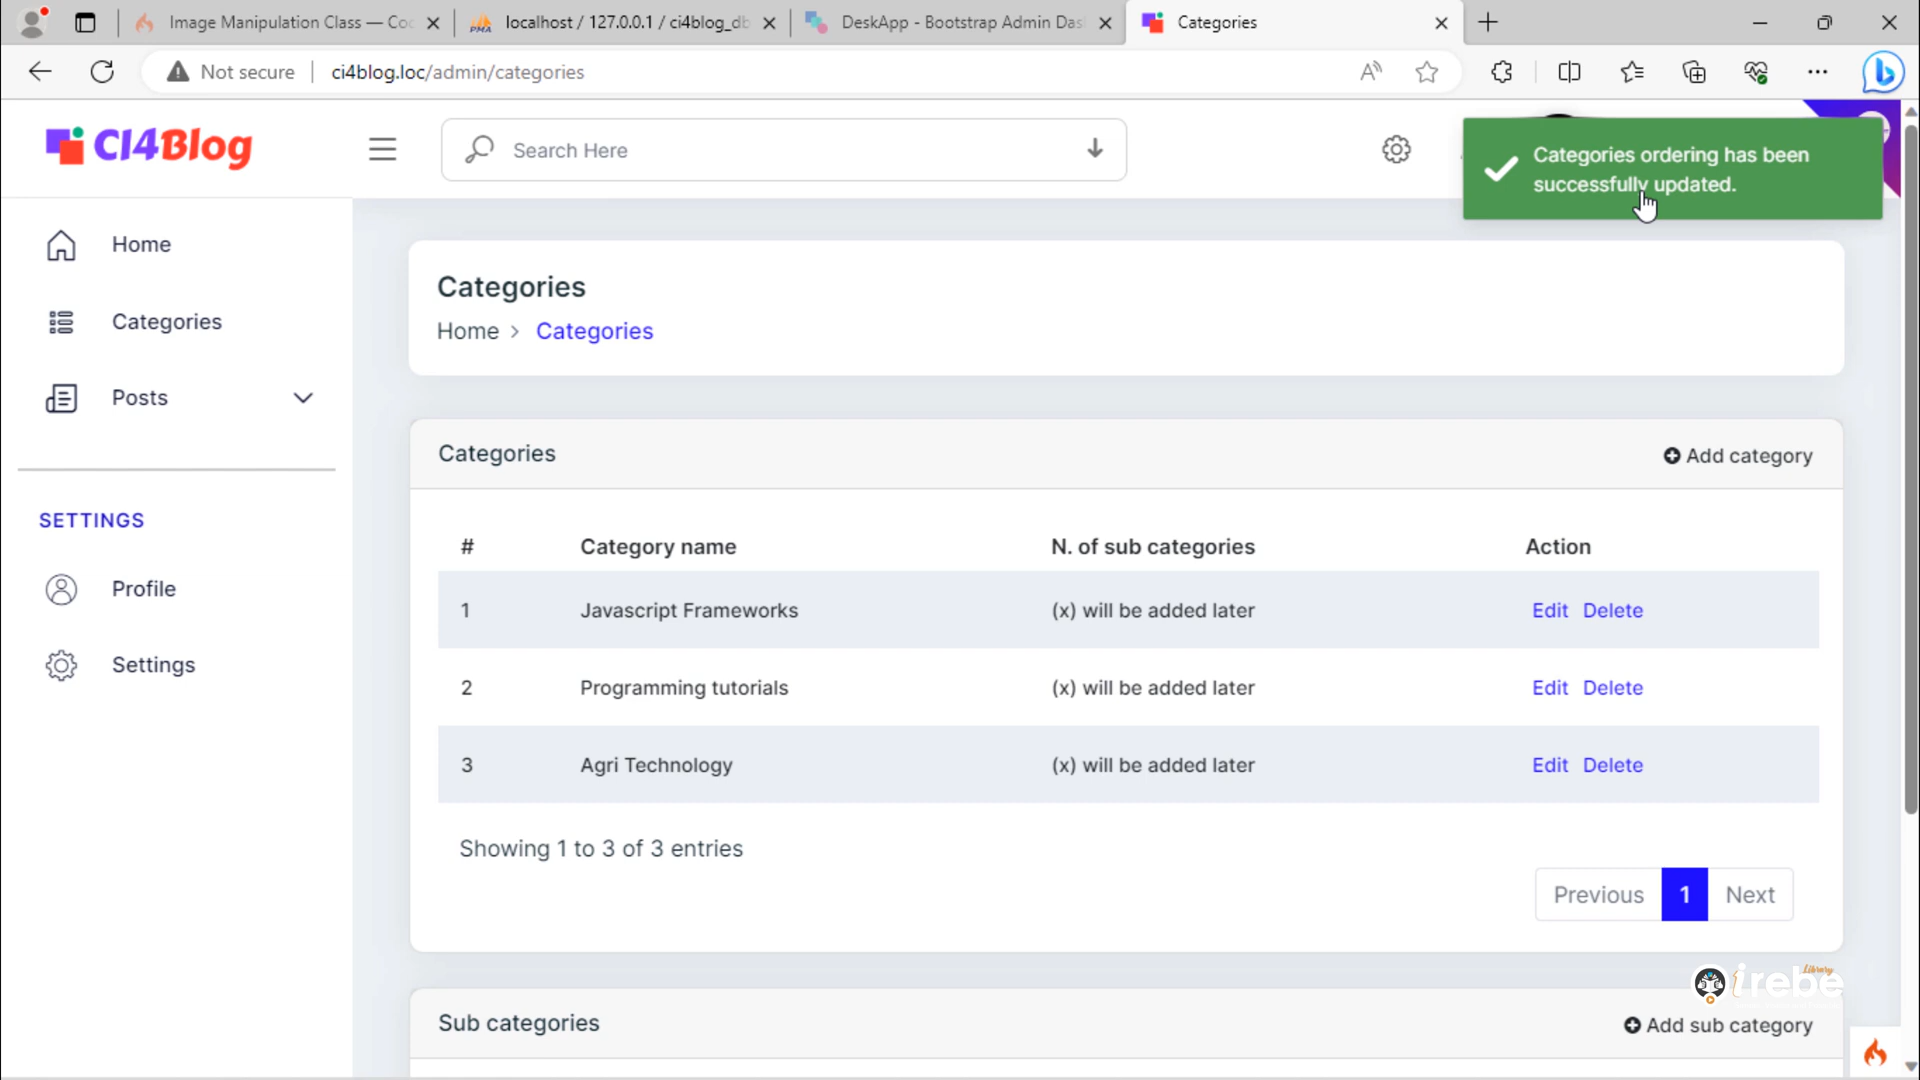 Image Manipulation Class — Co
localhost / 127.0.0.1 / ci4blog_db
DeskApp - Bootstrap Admin Das
Categories
Not secure
ci4blog.loc/admin/categories
CI4Blog
Search Here
Categories ordering has been
successfully updated.
Home
Categories
Posts
SETTINGS
Profile
Settings
Categories
Home > Categories
Categories
Add category
# Category name N. of sub categories Action
1 Javascript Frameworks (x) will be added later Edit Delete
2 Programming tutorials (x) will be added later Edit Delete
3 Agri Technology (x) will be added later Edit Delete
Showing 1 to 3 of 3 entries
Previous 1 Next
Sub categories
Add sub category
irebe
Library
PMA